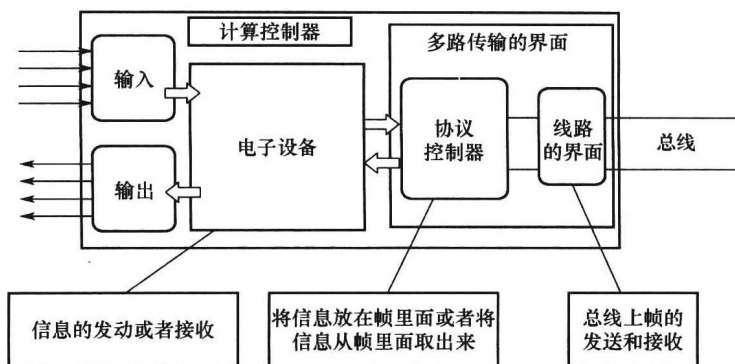 计算控制器
多路传输的界面
输入
电子设备
协议
控制器
线路
的界面
总线
输出
信息的发动或者接收
将信息放在帧里面或者将
信息从帧里面取出来
总线上帧的
发送和接收